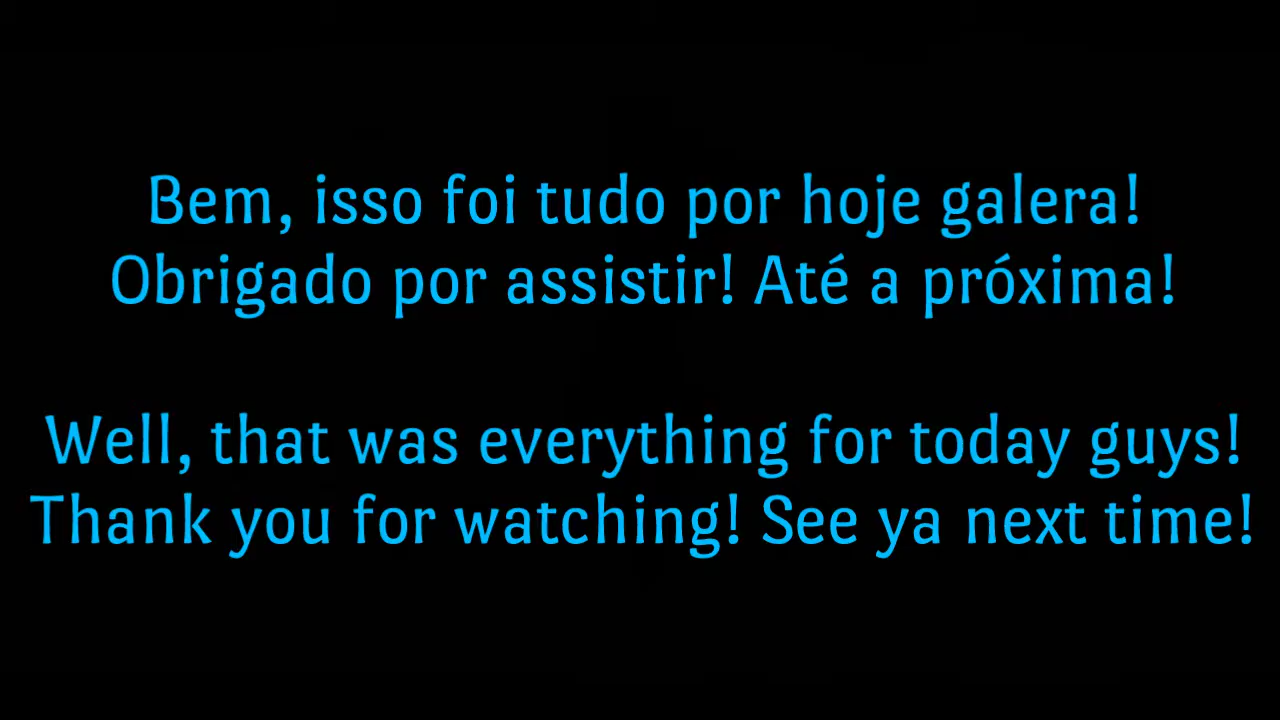 Bem, isso foi tudo por hoje galera!
Obrigado por assistir! Até a próxima!
Well, that was everything for today guys!
Thank you for watching! See ya next time!